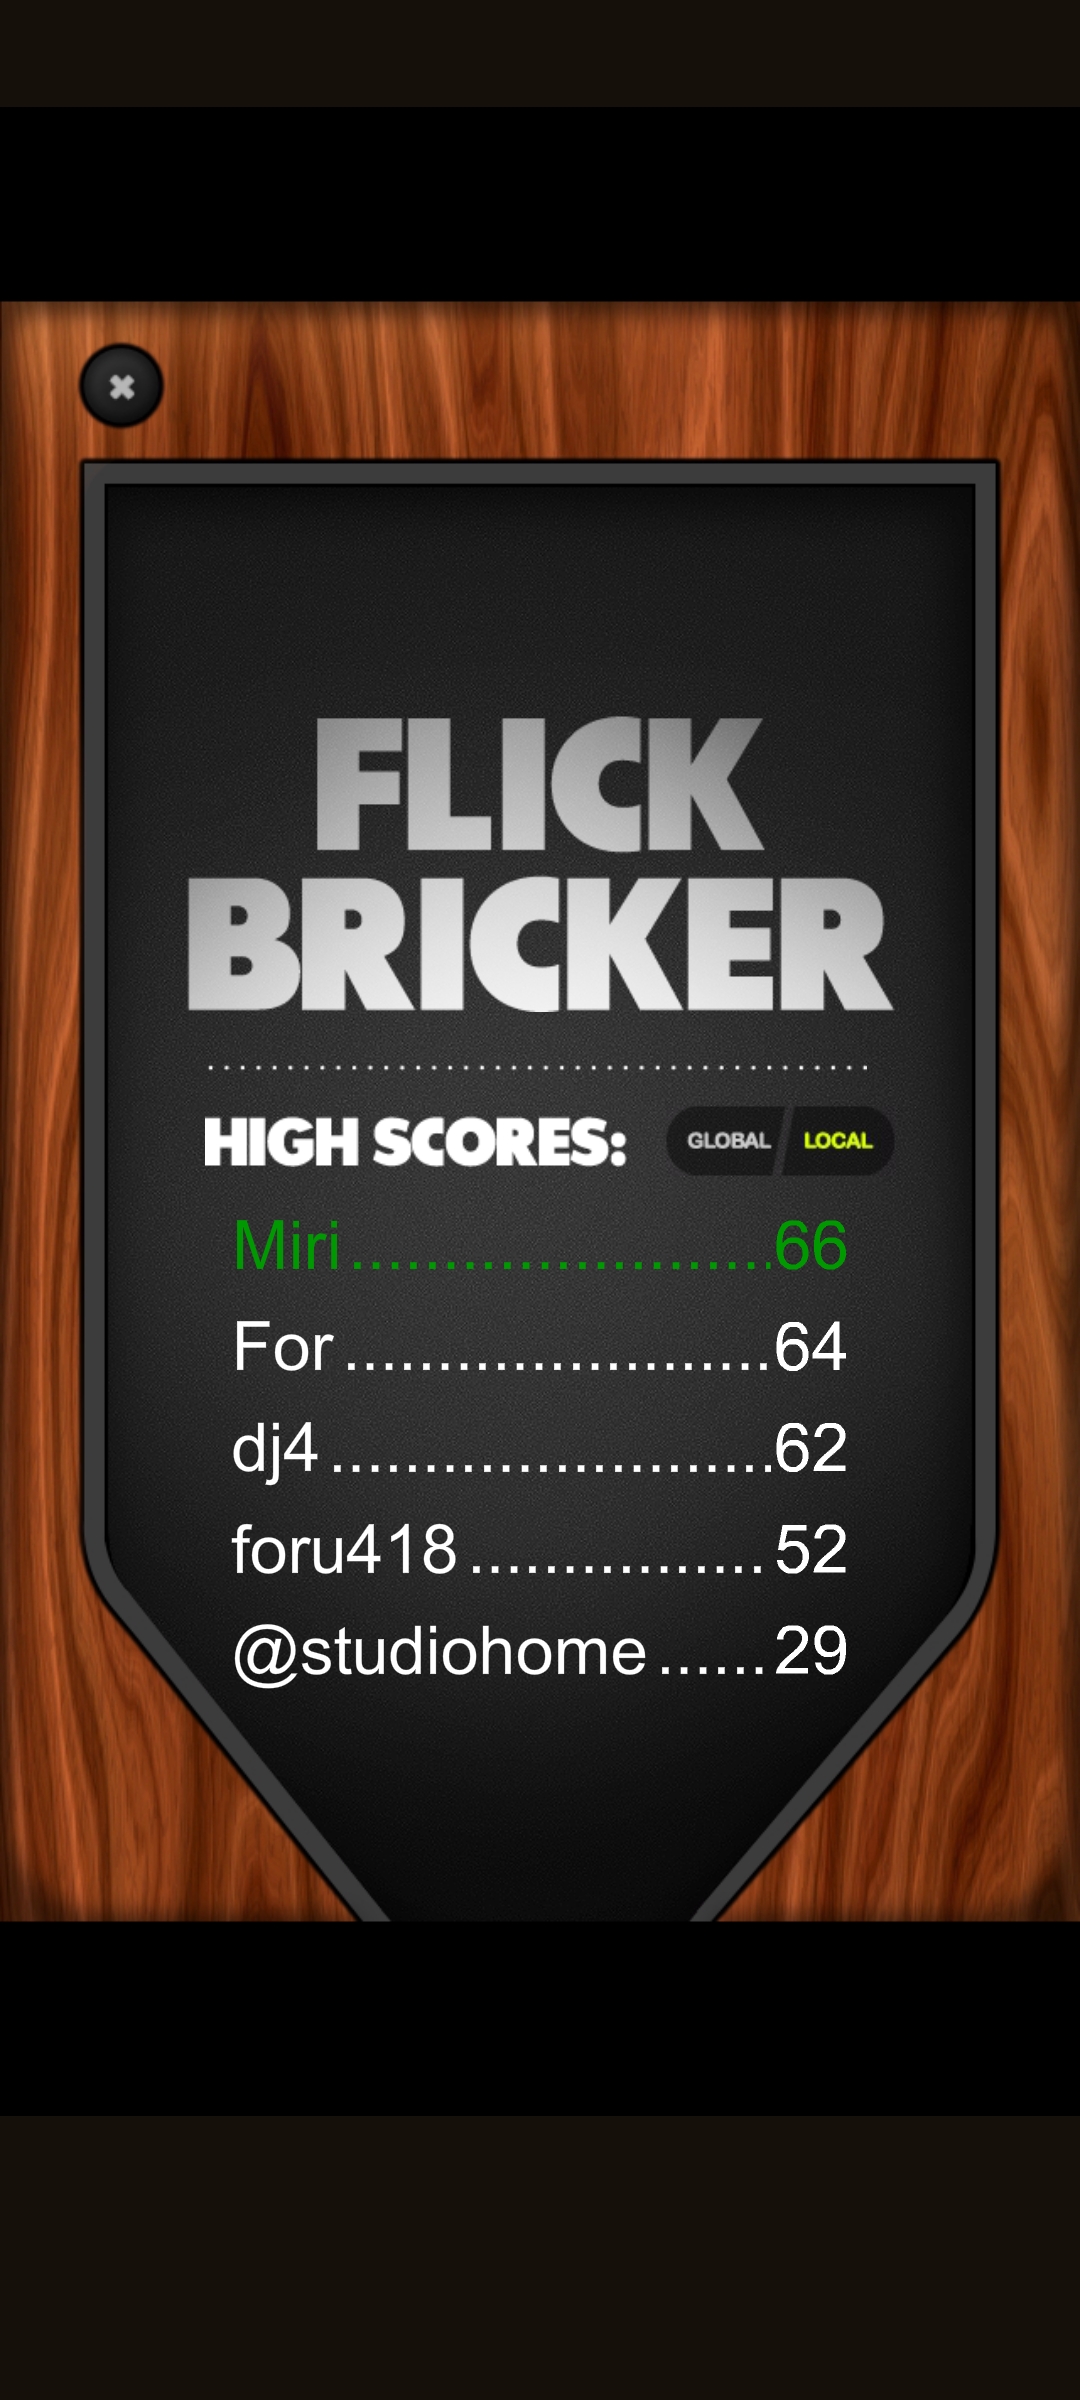 FLICK
BRICKER
HIGH SCORES: GLOBAL LOCAL
Miri.......................66
For.......................64
dj4........................62
foru418................52
@studiohome......29